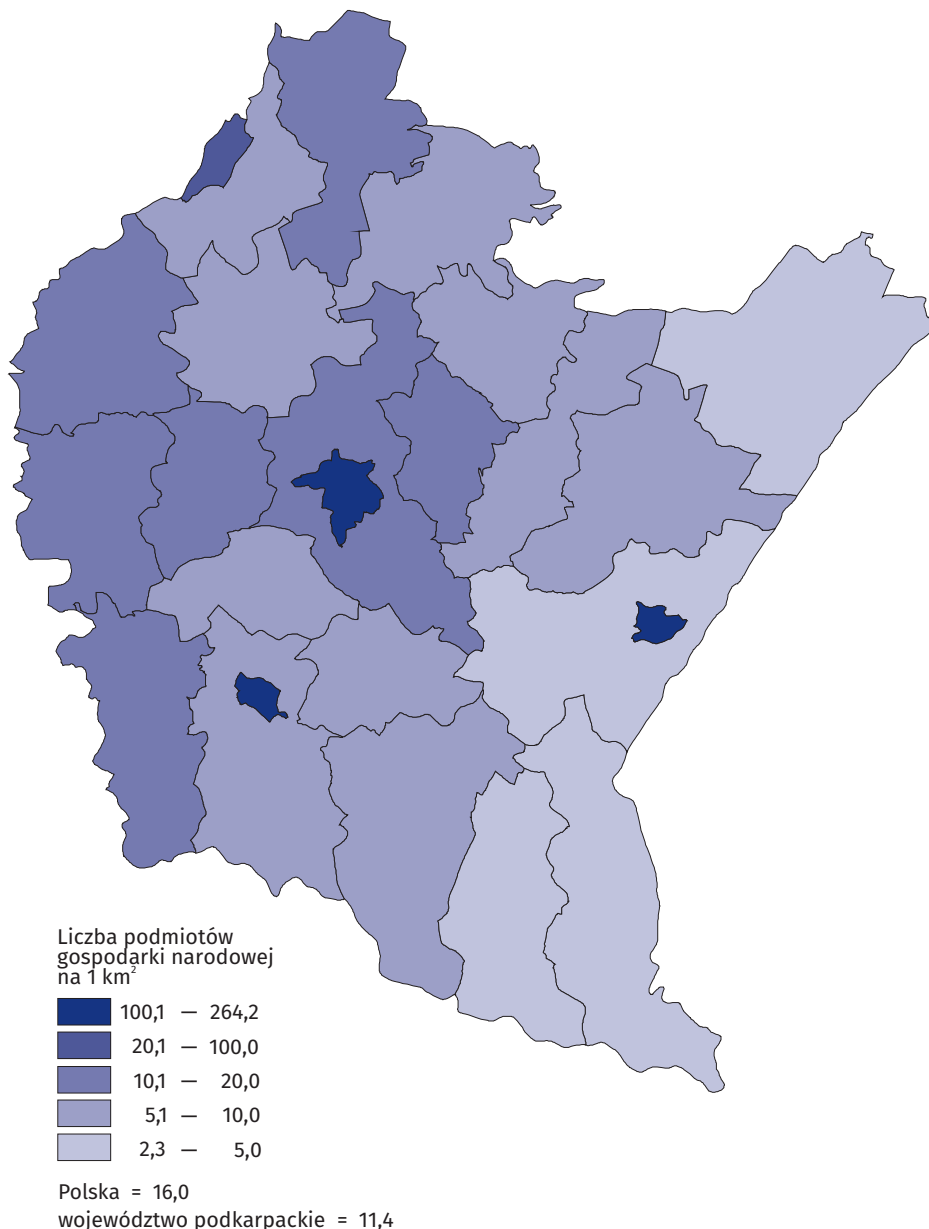 Liczba podmiotów
gospodarki narodowej
na 1 km²
100,1 — 264,2
20,1 — 100,0
10,1 — 20,0
5,1 — 10,0
2,3 — 5,0
Polska = 16,0
województwo podkarpackie = 11,4